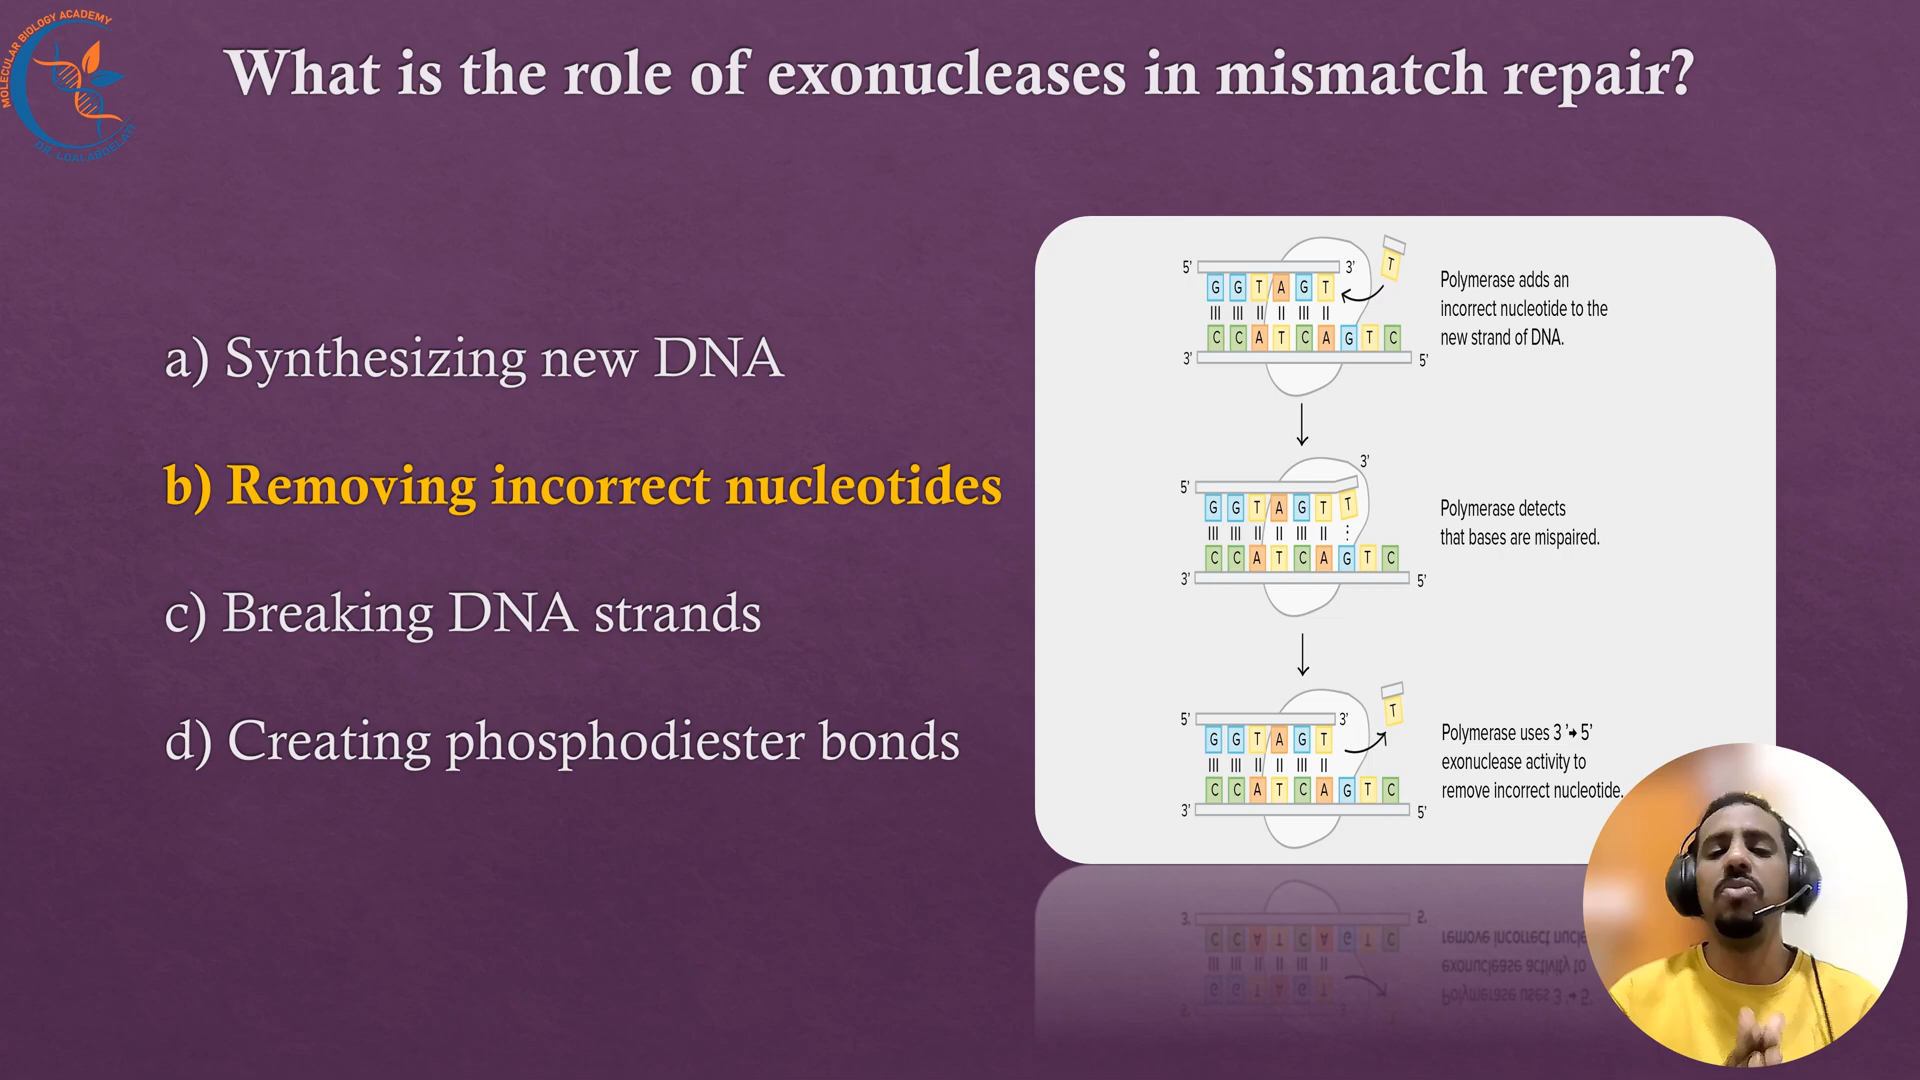 MOLECULAR BIOLOGY ACADEMY
What is the role of exonucleases in mismatch repair?
a) Synthesizing new DNA
b) Removing incorrect nucleotides
c) Breaking DNA strands
d) Creating phosphodiester bonds
T
5' 3'
G G T A G T
C C A T C A G T C
3' 5'
Polymerase adds an
incorrect nucleotide to the
new strand of DNA.
3'
5'
G G T A G T T
C C A T C A G T C
3' 5'
Polymerase detects
that bases are mispaired.
T
5' 3'
G G T A G T
C C A T C A G T C
3' 5'
Polymerase uses 3'→5'
exonuclease activity to
remove incorrect nucleotide.